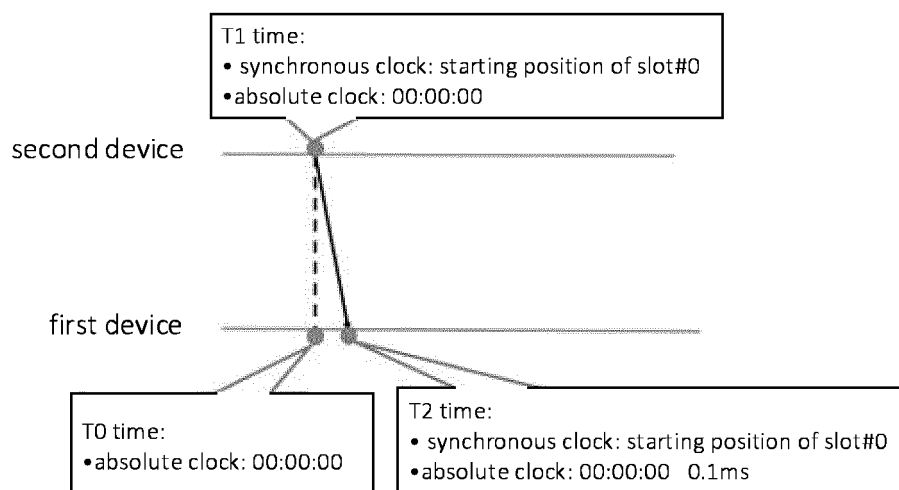 T1 time:
• synchronous clock: starting position of slot#0
•absolute clock: 00:00:00
second device
first device
T0 time:
•absolute clock: 00:00:00
T2 time:
• synchronous clock: starting position of slot#0
•absolute clock: 00:00:00 0.1ms